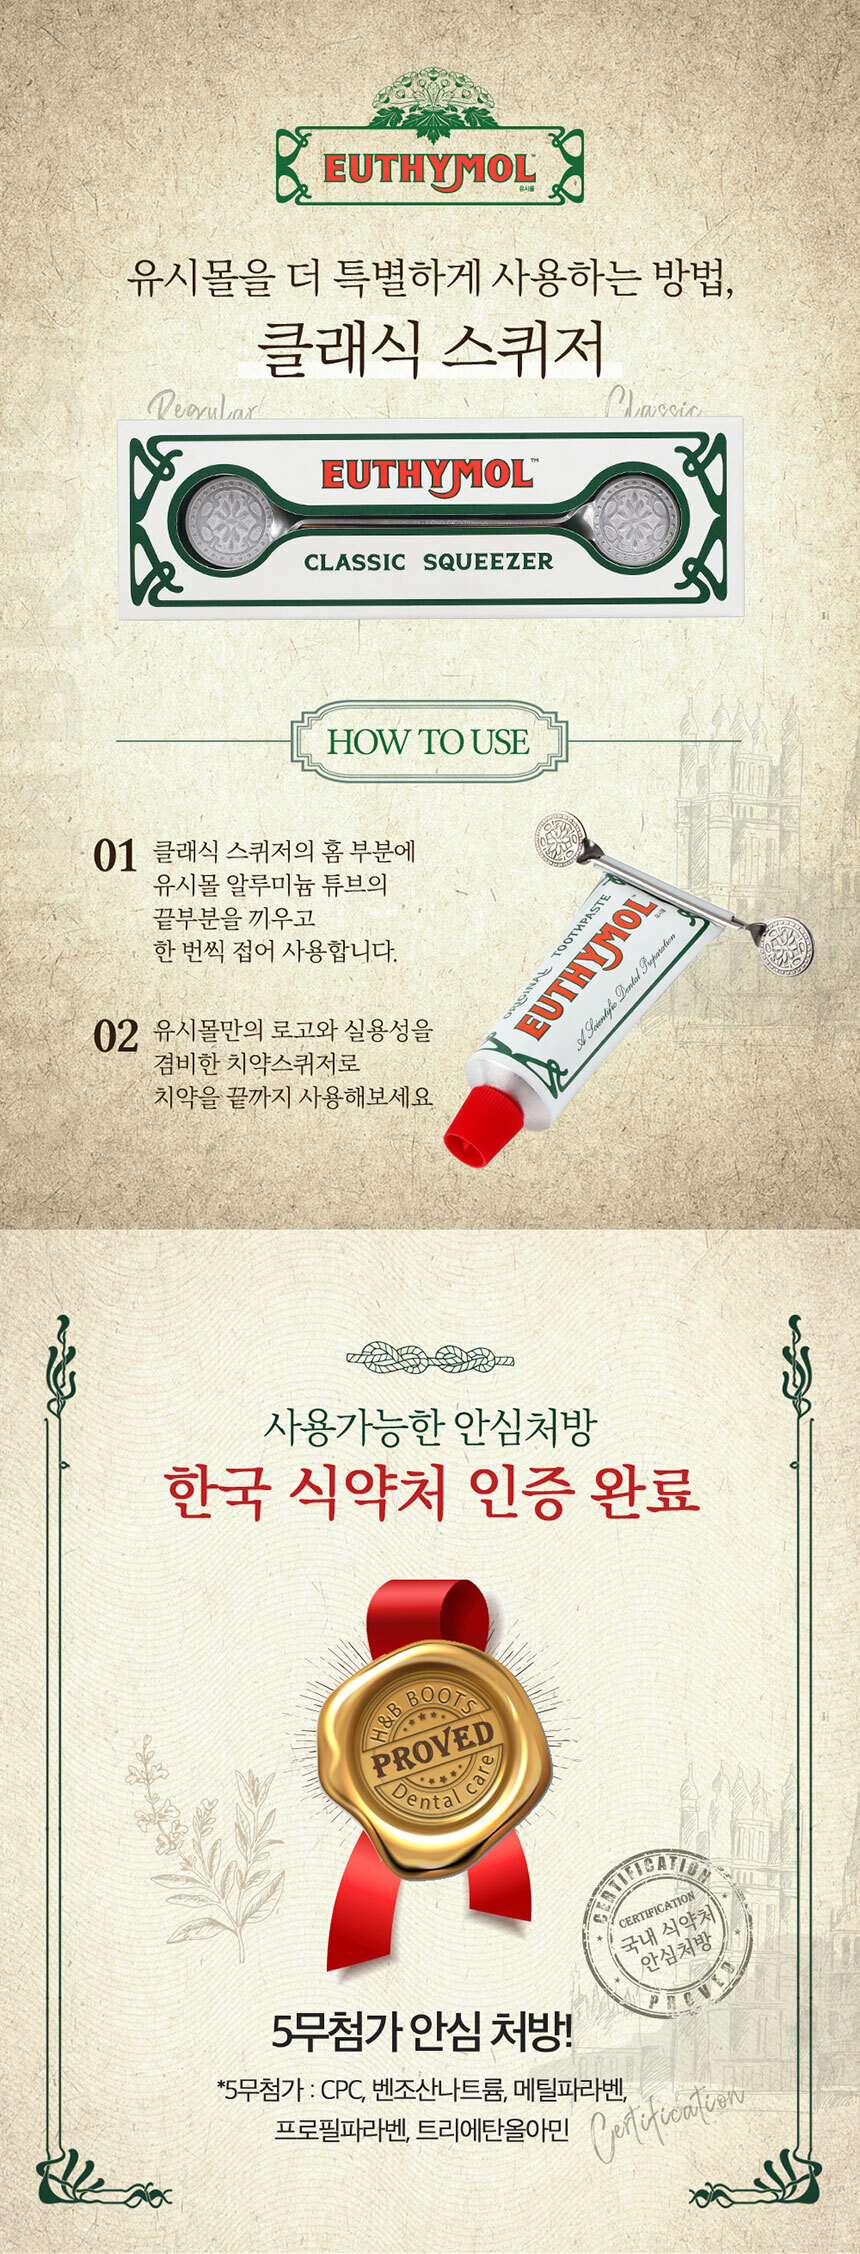 EUTHYMOL™
유시몰
유시몰을 더 특별하게 사용하는 방법,
클래식 스퀴저
Regular
Classic
EUTHYMOL™
CLASSIC SQUEEZER
HOW TO USE
01 클래식 스퀴저의 홈 부분에
유시몰 알루미늄 튜브의
끝부분을 끼우고
한 번씩 접어 사용합니다.
ORIGINAL TOOTHPASTE
EUTHYMOL
유시몰
A Scientific Dental Preparation
02 유시몰만의 로고와 실용성을
겸비한 치약스퀴저로
치약을 끝까지 사용해보세요
사용가능한 안심처방
한국 식약처 인증 완료
H&B BOOTS
PROVED
Dental care
CERTIFICATION
CERTIFICATION
국내 식약처
안심처방
PROVED
5무첨가 안심 처방!
*5무첨가 : CPC, 벤조산나트륨, 메틸파라벤,
프로필파라벤, 트리에탄올아민
Certification